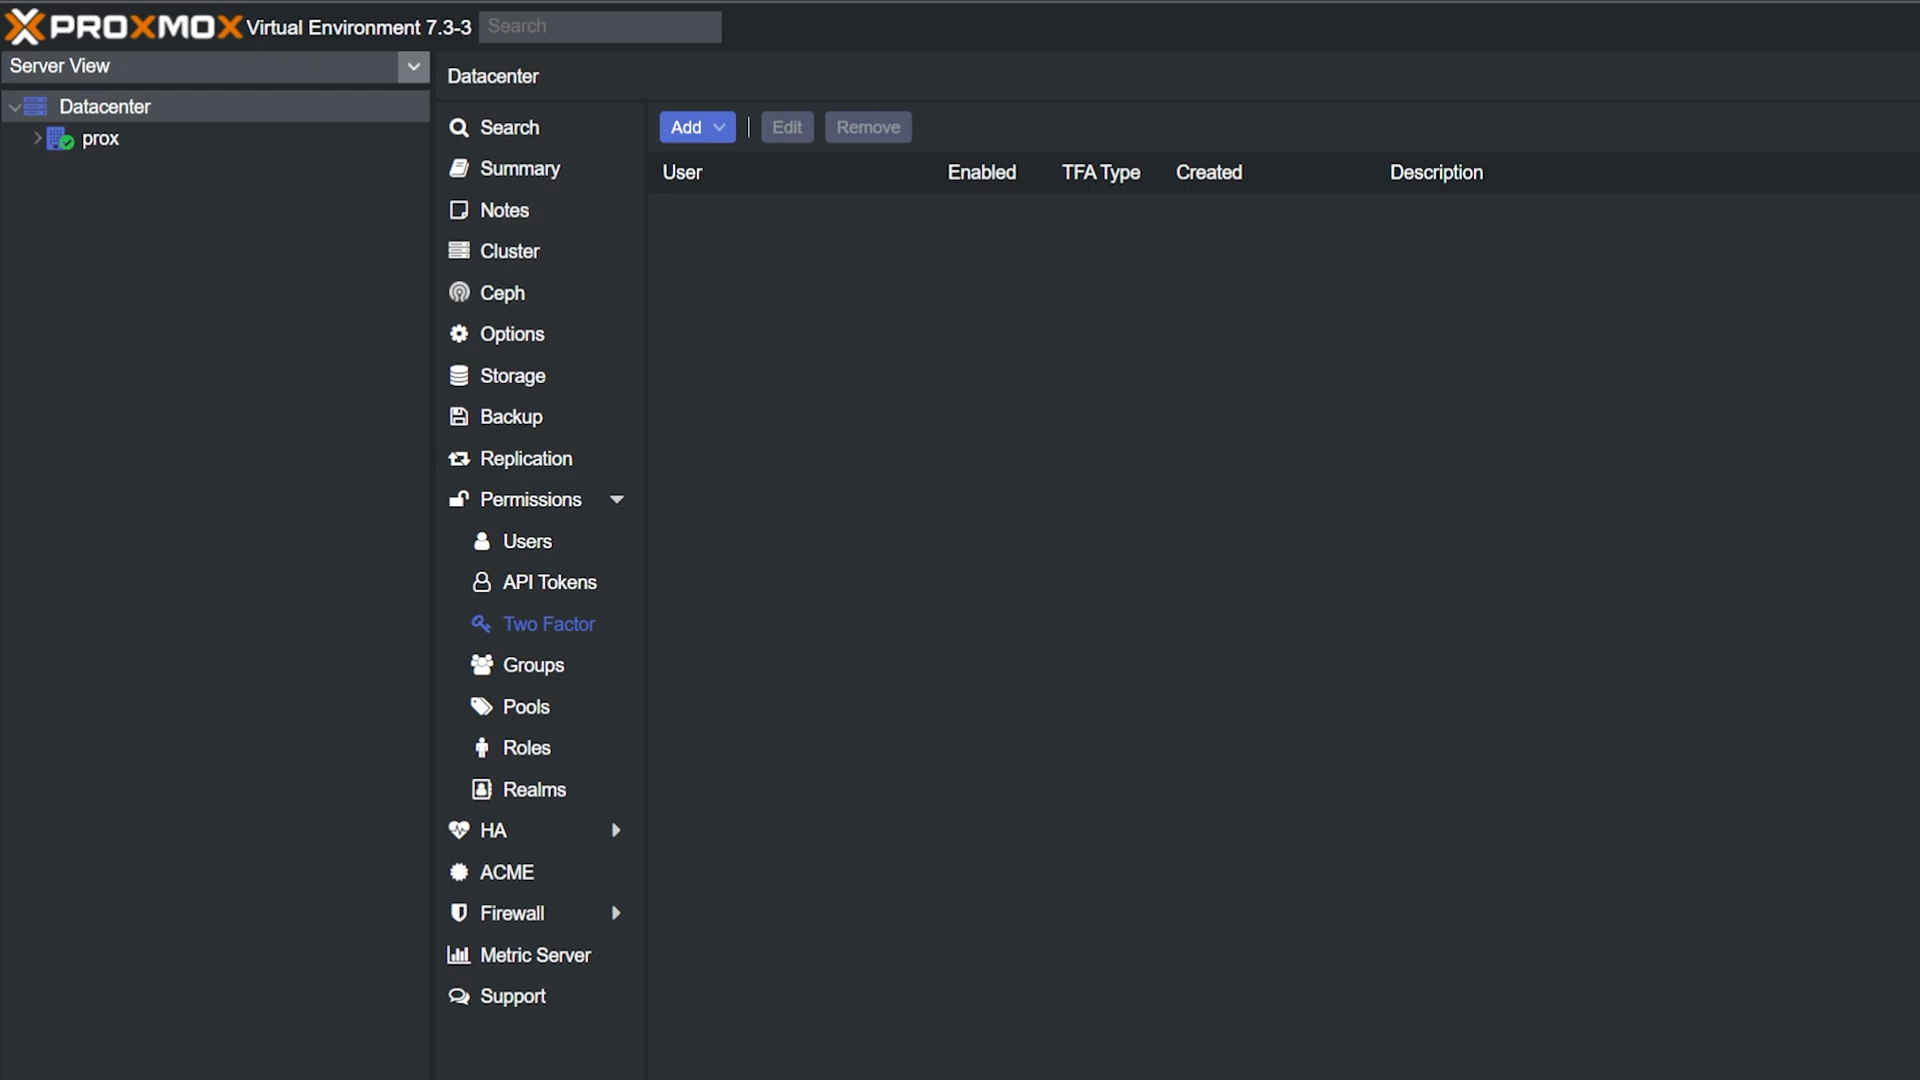 PROXMOX Virtual Environment 7.3-3 Search
Server View
Datacenter
prox
Datacenter
Search
Summary
Notes
Cluster
Ceph
Options
Storage
Backup
Replication
Permissions
Users
API Tokens
Two Factor
Groups
Pools
Roles
Realms
HA
ACME
Firewall
Metric Server
Support
Add Edit Remove
User Enabled TFA Type Created Description